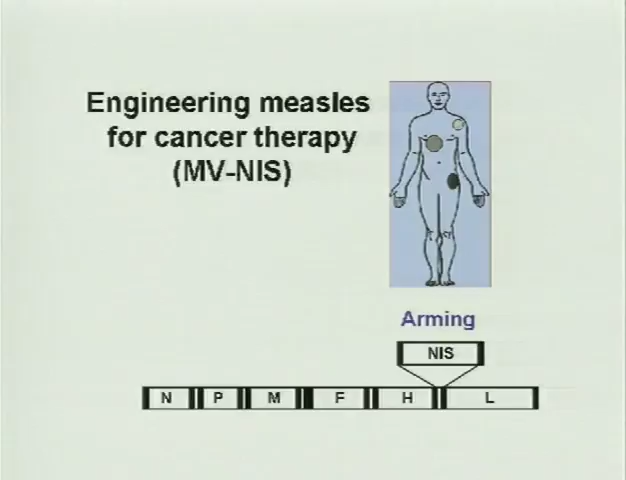 Engineering measles
for cancer therapy
(MV-NIS)
Arming
NIS
N P M F H L